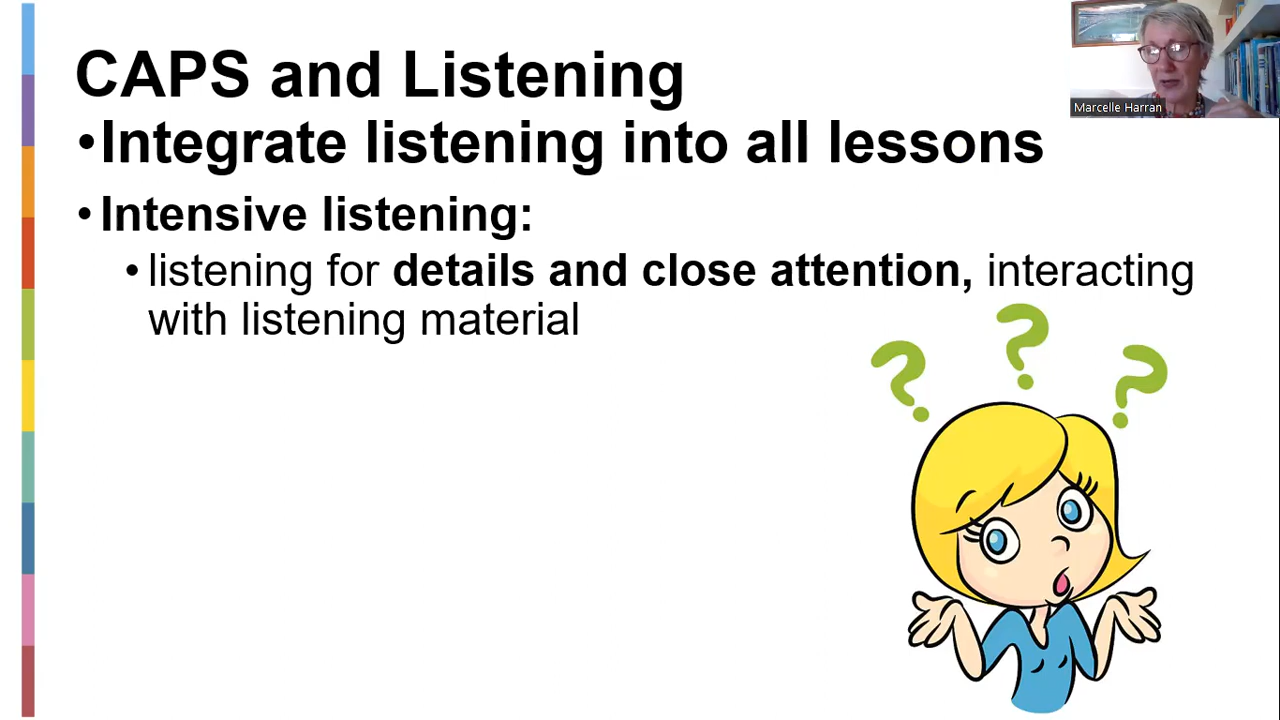 CAPS and Listening
•Integrate listening into all lessons
•Intensive listening:
•listening for details and close attention, interacting
with listening material
Marcelle Harran
? ? ?